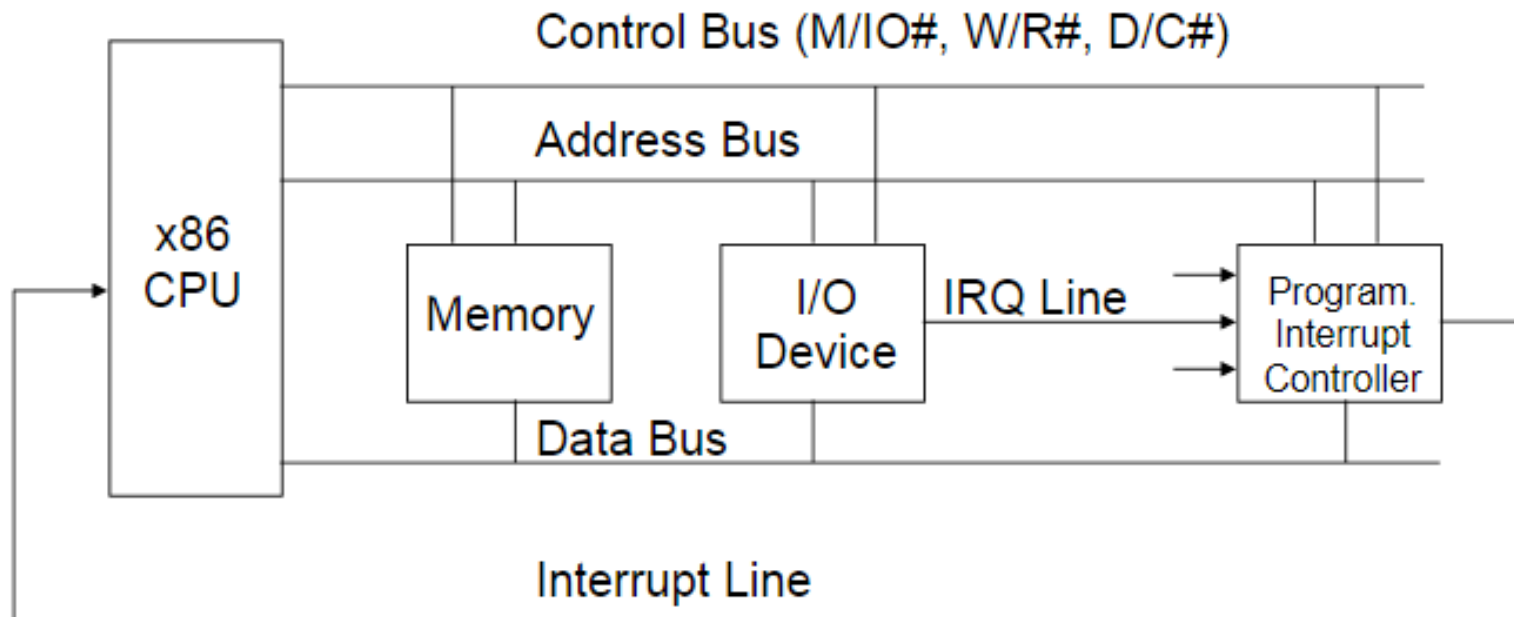 Control Bus (M/IO#, W/R#, D/C#)
Address Bus
x86
CPU
Memory
I/O
Device
IRQ Line
Program.
Interrupt
Controller
Data Bus
Interrupt Line